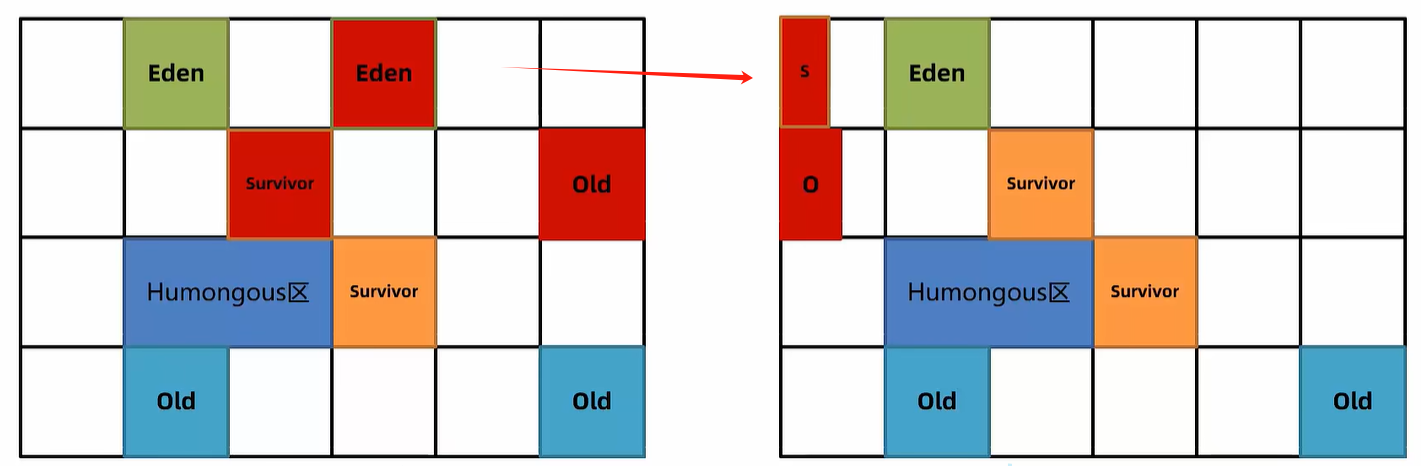 Eden
Eden
Survivor
Old
Humongous区
Survivor
Old
Old
S
Eden
O
Survivor
Humongous区
Survivor
Old
Old